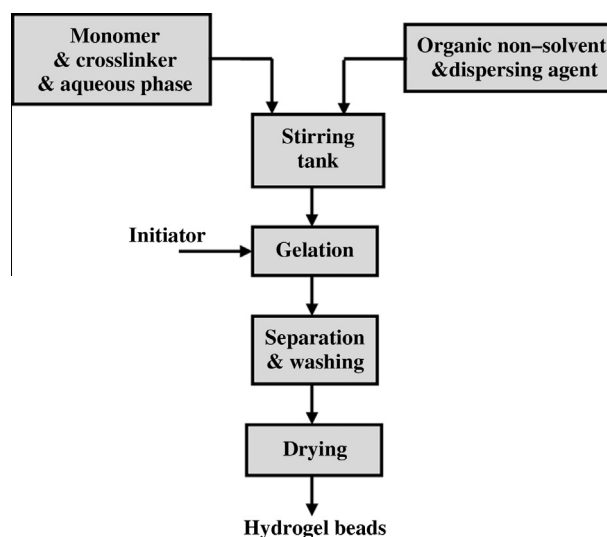 Monomer
& crosslinker
& aqueous phase
Organic non–solvent
&dispersing agent
Stirring
tank
Initiator
Gelation
Separation
& washing
Drying
Hydrogel beads